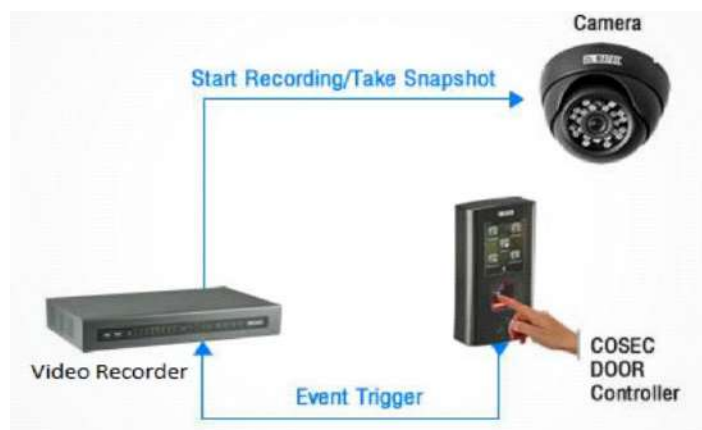 Camera
Start Recording/Take Snapshot
Video Recorder
COSEC
DOOR
Controller
Event Trigger